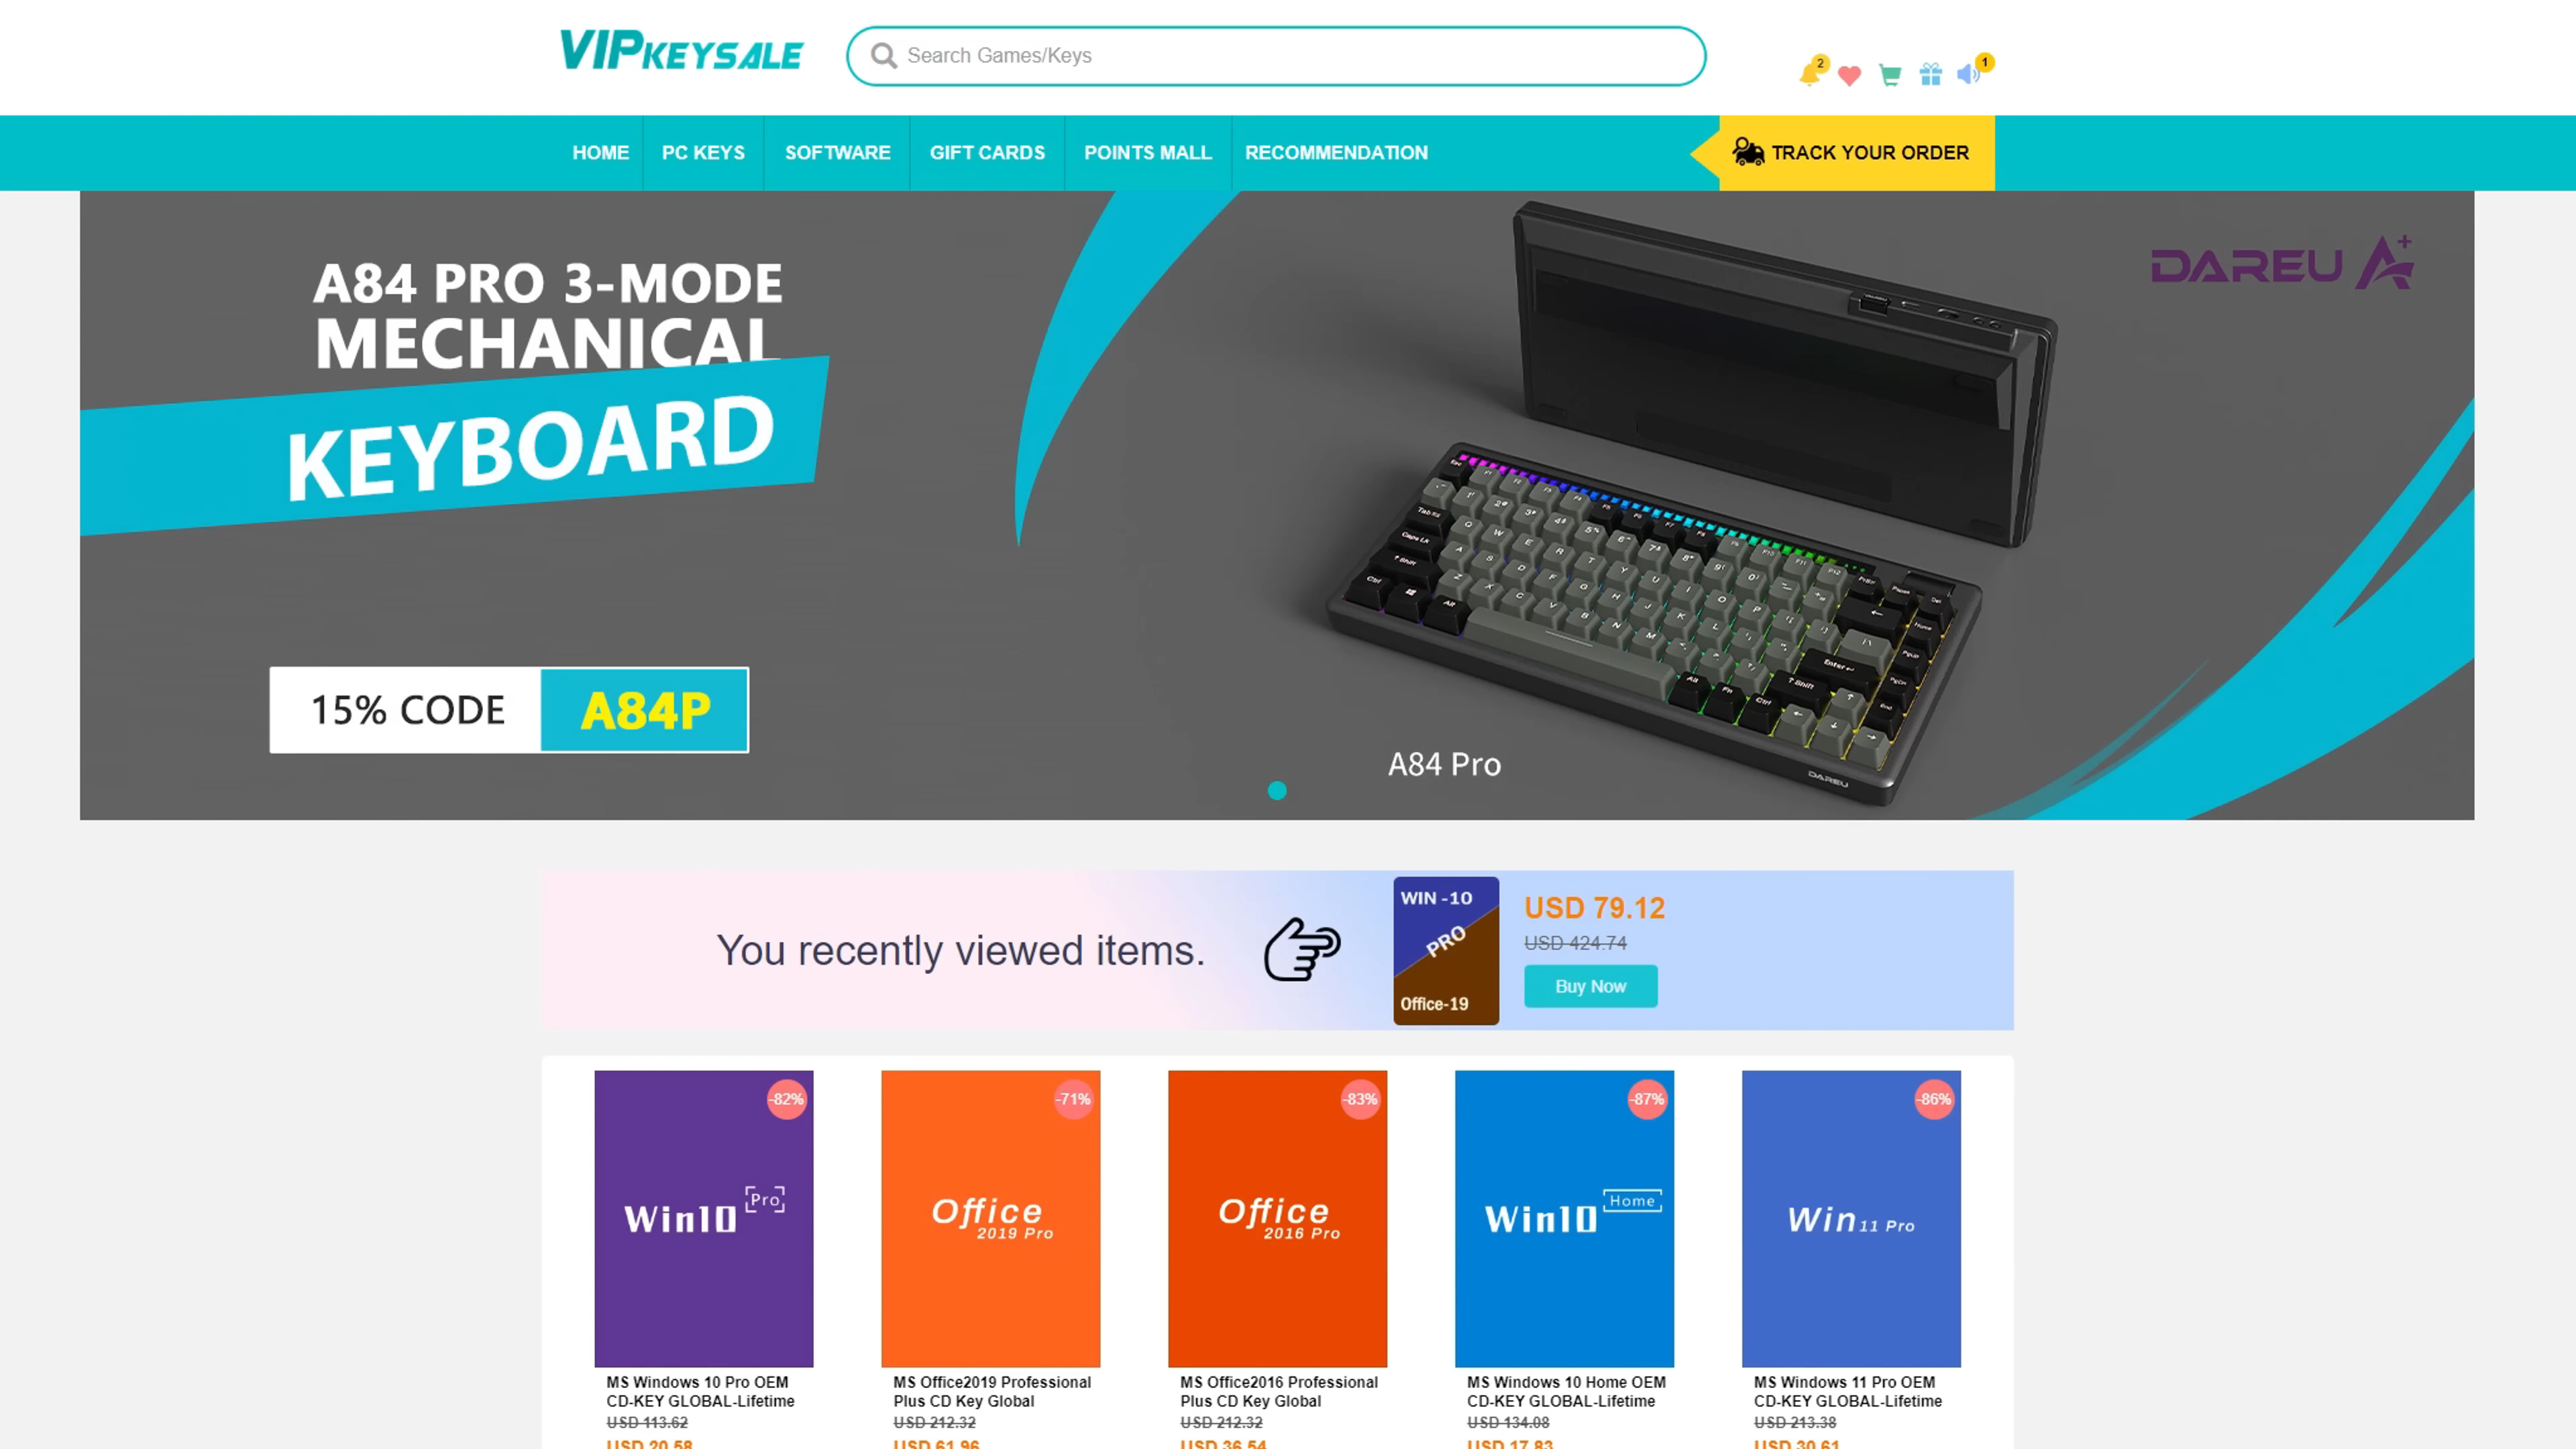 VIPKEYSALE
Search Games/Keys
2
1
HOME
PC KEYS
SOFTWARE
GIFT CARDS
POINTS MALL
RECOMMENDATION
TRACK YOUR ORDER
A84 PRO 3-MODE
MECHANICAL
KEYBOARD
15% CODE
A84P
DAREU A+
A84 Pro
DAREU
You recently viewed items.
WIN -10
PRO
Office-19
USD 79.12
USD 424.74
Buy Now
-82%
Win10 Pro
MS Windows 10 Pro OEM
CD-KEY GLOBAL-Lifetime
USD 113.62
USD 20.58
-71%
Office
2019 Pro
MS Office2019 Professional
Plus CD Key Global
USD 212.32
USD 61.96
-83%
Office
2016 Pro
MS Office2016 Professional
Plus CD Key Global
USD 212.32
USD 36.54
-87%
Win10 Home
MS Windows 10 Home OEM
CD-KEY GLOBAL-Lifetime
USD 134.08
USD 17.83
-86%
Win 11 Pro
MS Windows 11 Pro OEM
CD-KEY GLOBAL-Lifetime
USD 213.38
USD 30.61